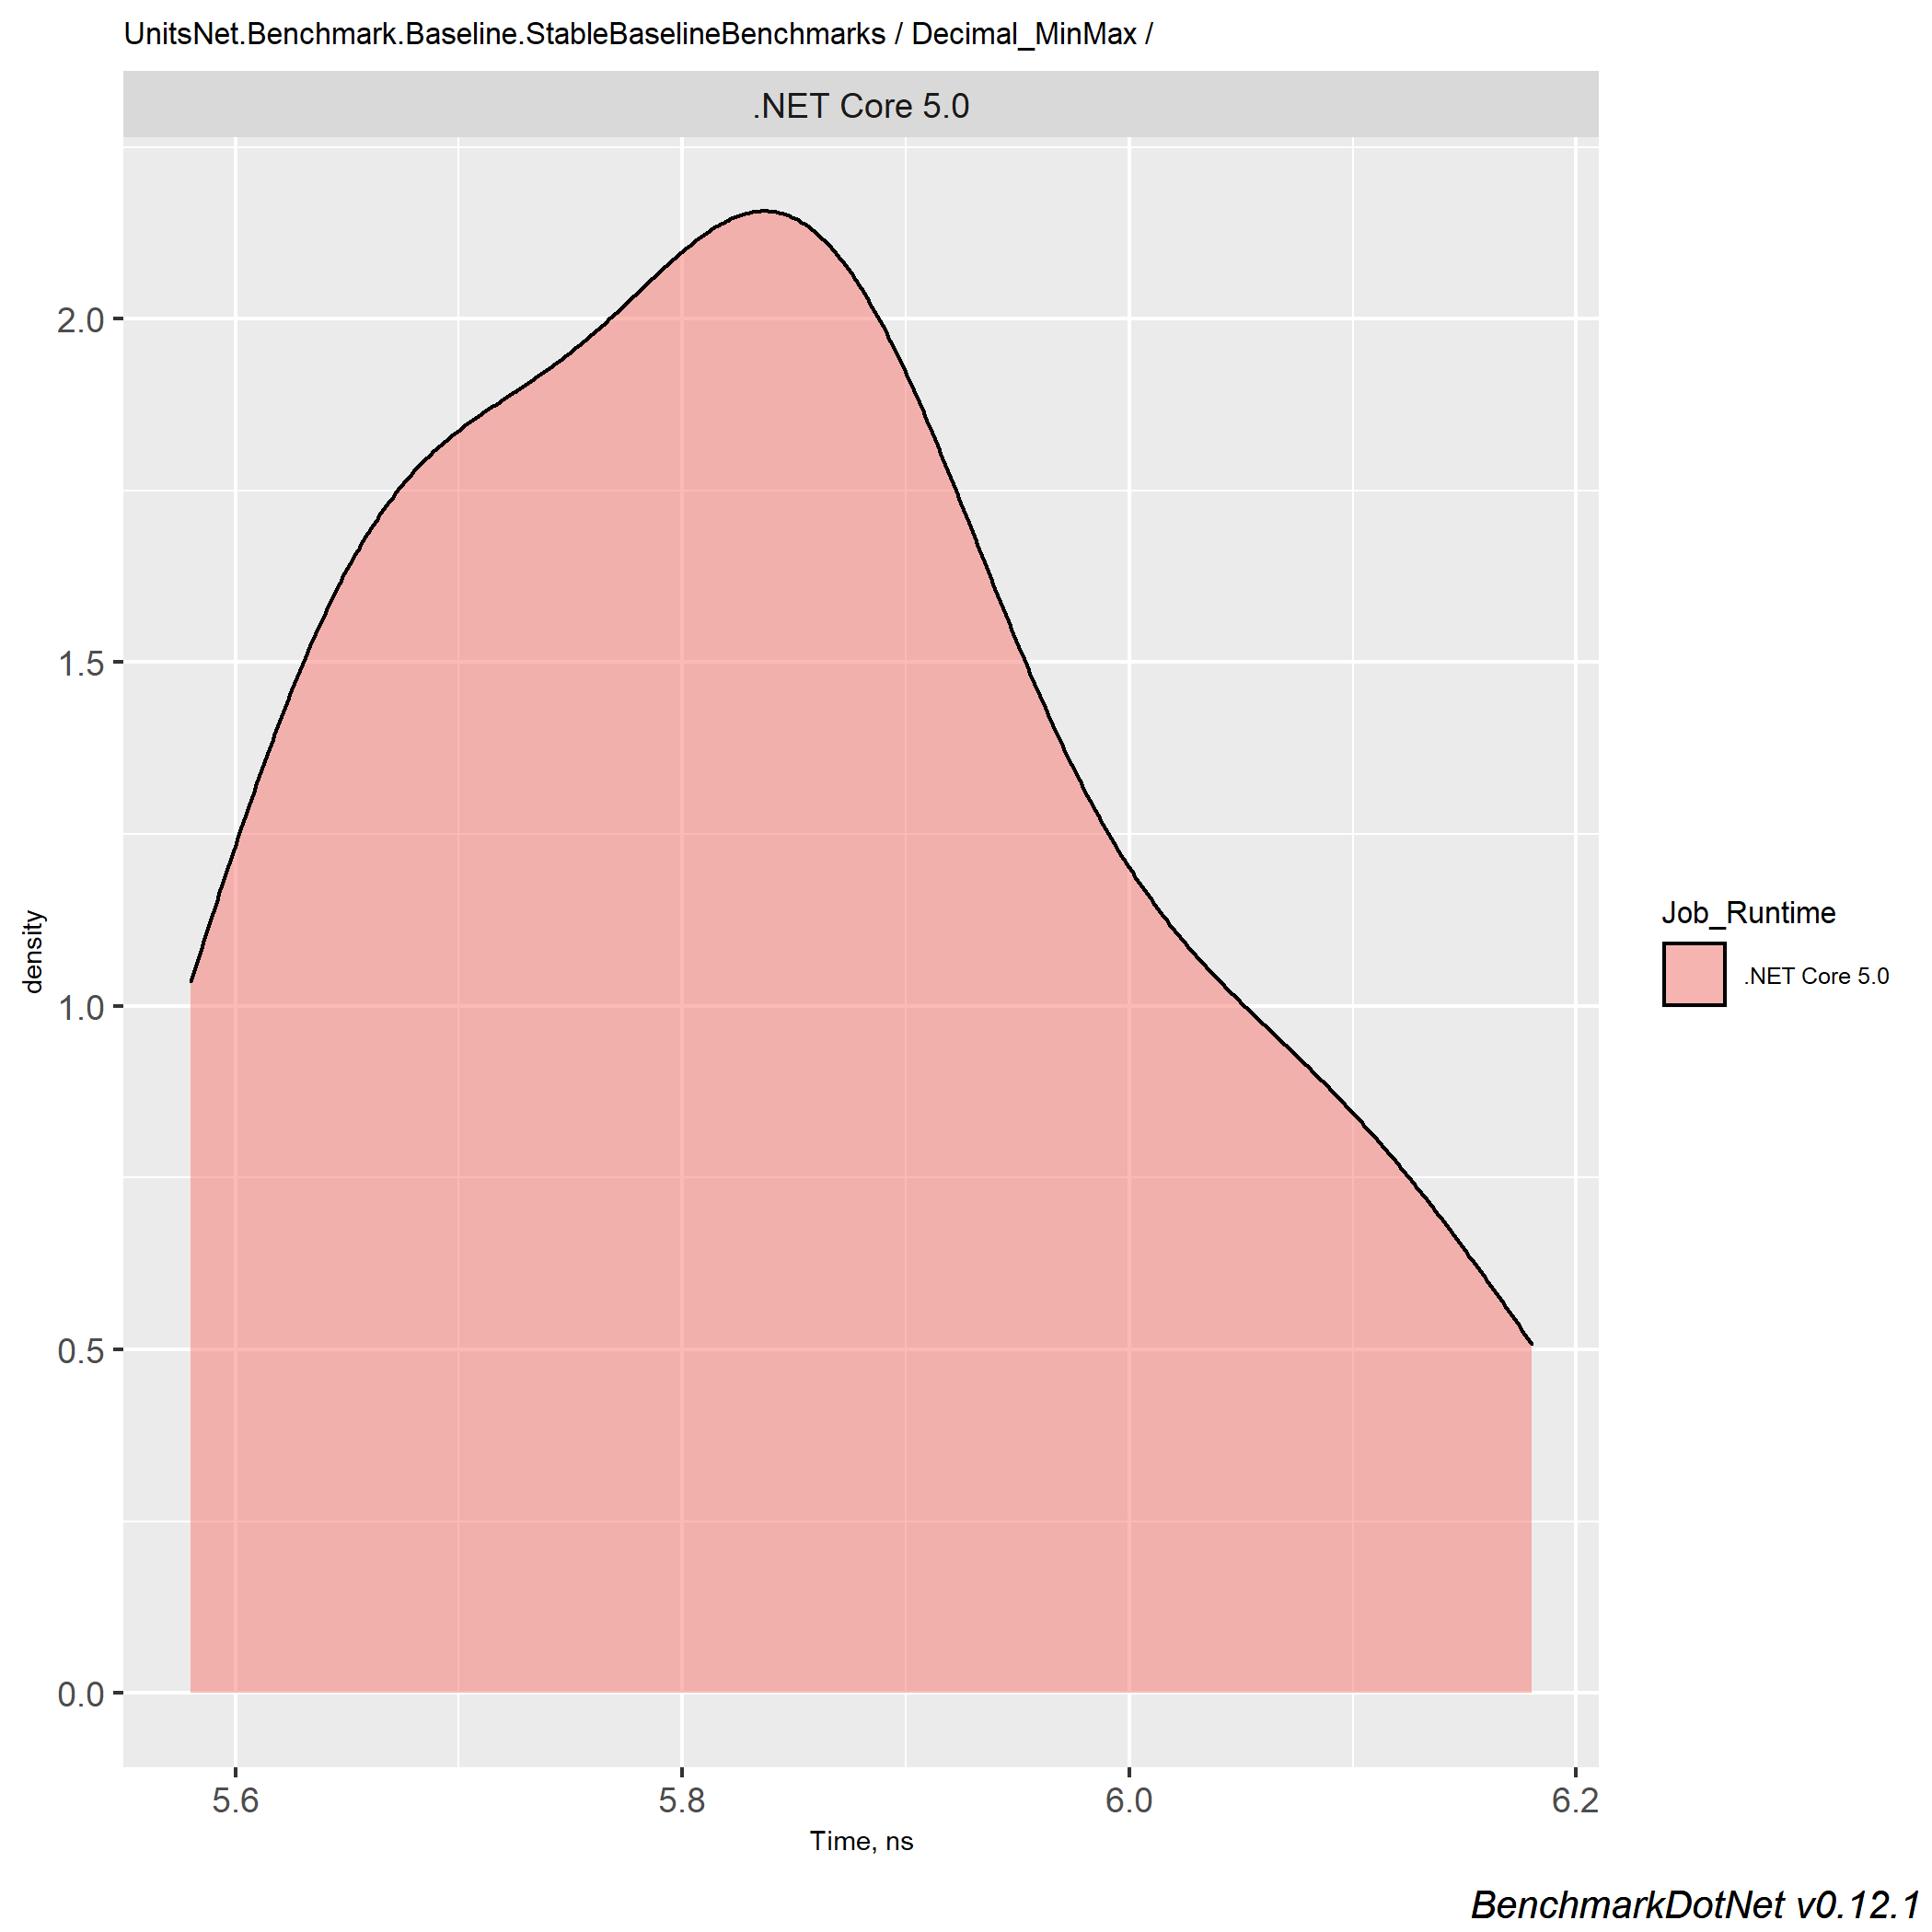 UnitsNet.Benchmark.Baseline.StableBaselineBenchmarks / Decimal_MinMax /
.NET Core 5.0
2.0
1.5
1.0
0.5
0.0
density
5.6 5.8 6.0 6.2
Time, ns
Job_Runtime
.NET Core 5.0
BenchmarkDotNet v0.12.1